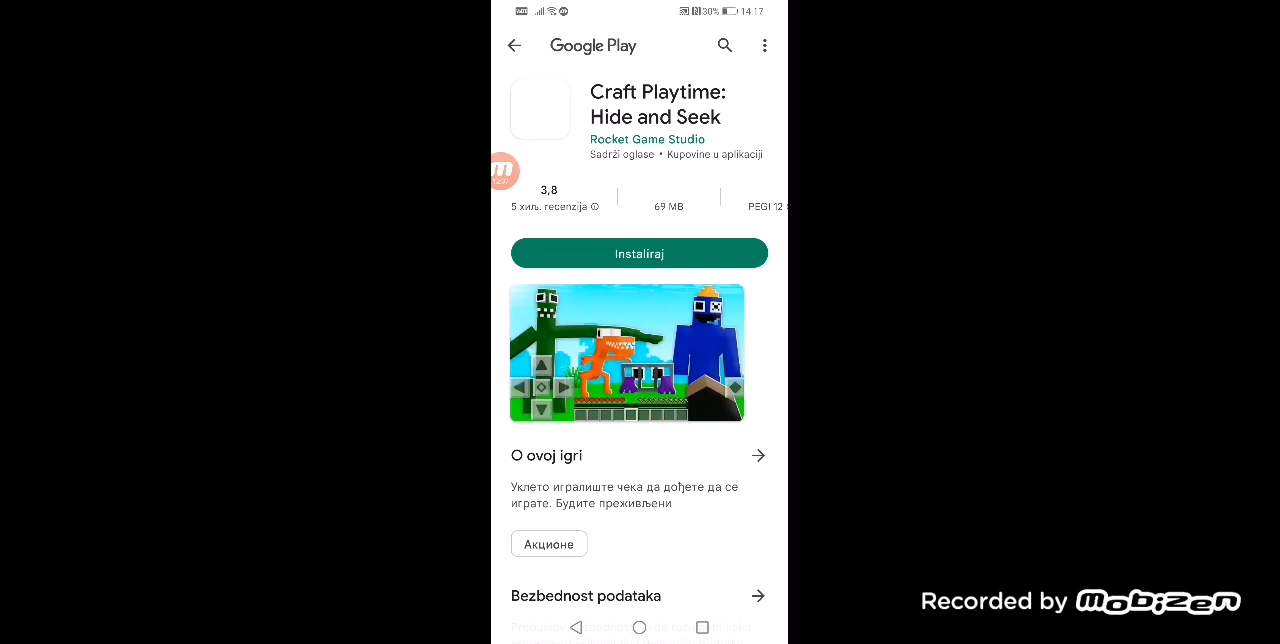 30% 14.17
Google Play
Craft Playtime:
Hide and Seek
Rocket Game Studio
Sadrži oglase • Kupovine u aplikaciji
3,8
5 хиљ. recenzija
69 MB
PEGI 12
Instaliraj
O ovoj igri
Уклето игралиште чека да дођете да се
играте. Будите преживљени
Акционе
Bezbednost podataka
Recorded by mobizen